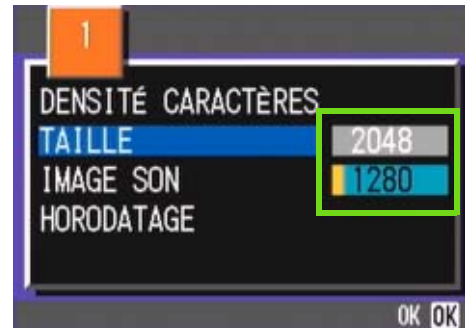 1
DENSITÉ CARACTÈRES
TAILLE 2048
IMAGE SON 1280
HORODATAGE
OK OK